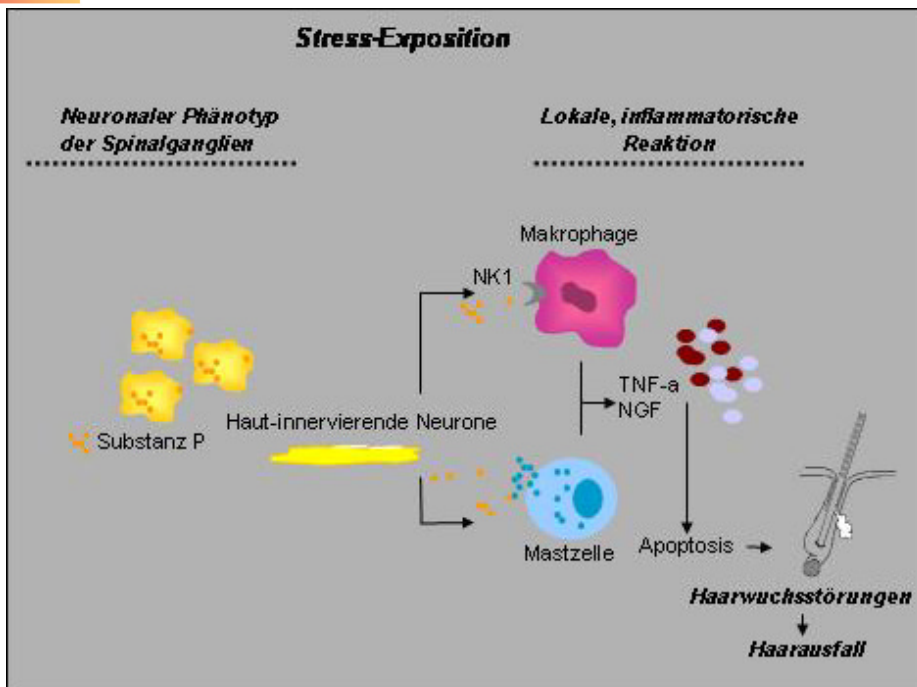 Stress-Exposition
Neuronaler Phänotyp
der Spinalganglien
Lokale, inflammatorische
Reaktion
Makrophage
NK1
TNF-a
NGF
Haut-innervierende Neurone
Substanz P
Mastzelle
Apoptosis
Haarwuchsstörungen
Haarausfall